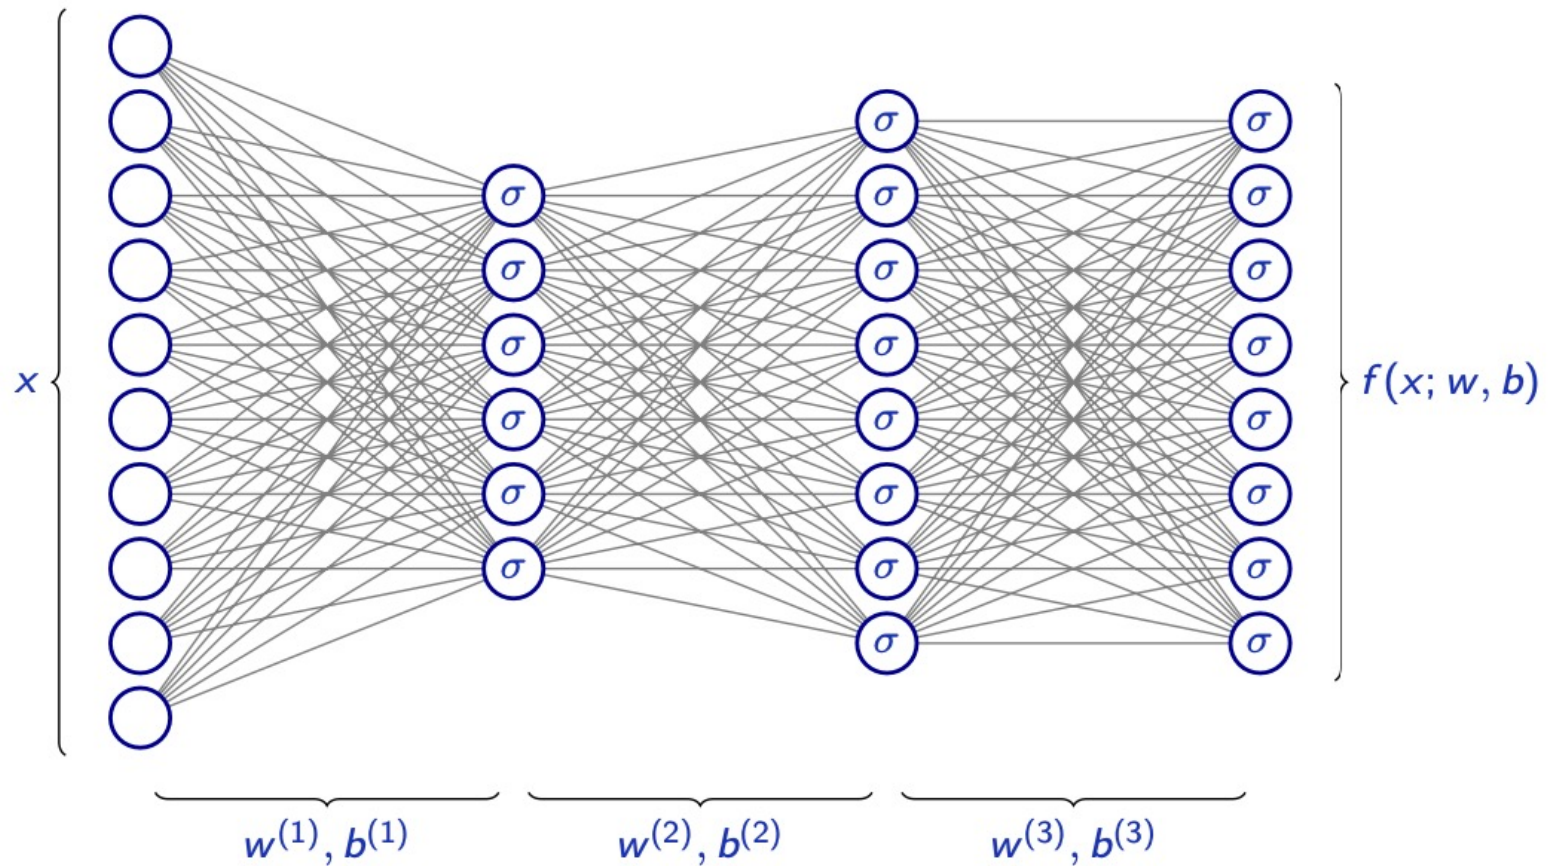 σ σ
σ σ σ
σ σ σ
σ σ σ
x f(x; w, b)
σ σ σ
σ σ σ
σ σ σ
σ σ
w⁽¹⁾, b⁽¹⁾ w⁽²⁾, b⁽²⁾ w⁽³⁾, b⁽³⁾